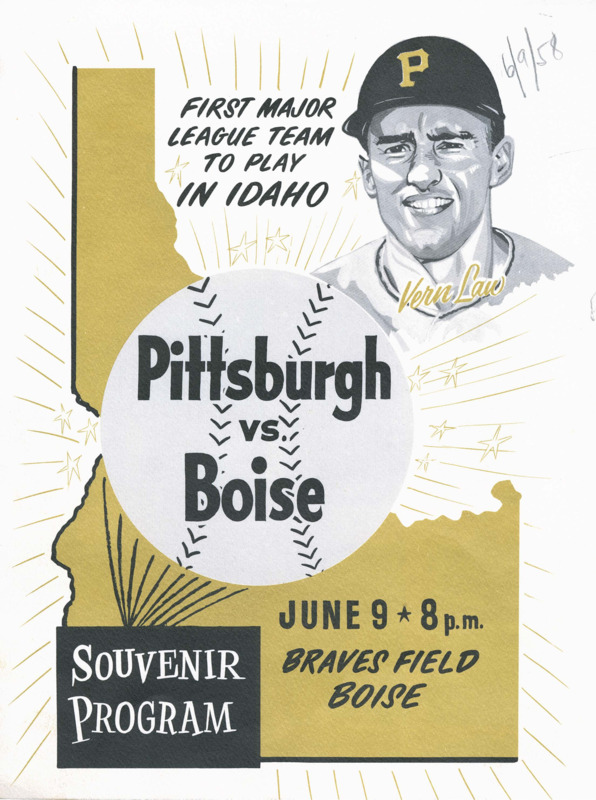 6/9/58
P
FIRST MAJOR
LEAGUE TEAM
TO PLAY
IN IDAHO
Vern Law
Pittsburgh
vs.
Boise
JUNE 9 ★ 8 p.m.
BRAVES FIELD
BOISE
SOUVENIR
PROGRAM